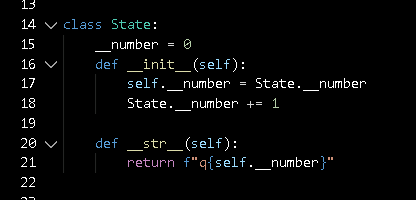 13
14 class State:
15     __number = 0
16     def __init__(self):
17         self.__number = State.__number
18         State.__number += 1
19
20     def __str__(self):
21         return f"q{self.__number}"
22